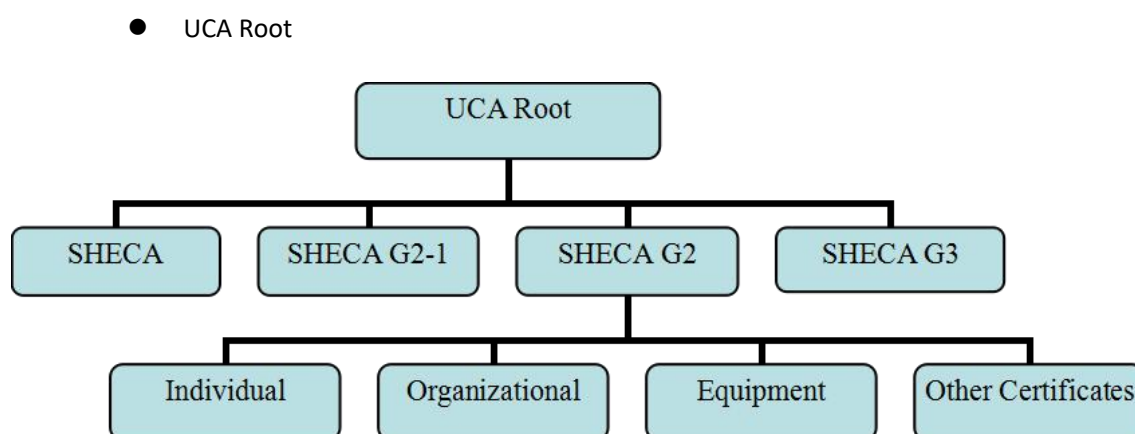 ● UCA Root
UCA Root
SHECA
SHECA G2-1
SHECA G2
SHECA G3
Individual
Organizational
Equipment
Other Certificates